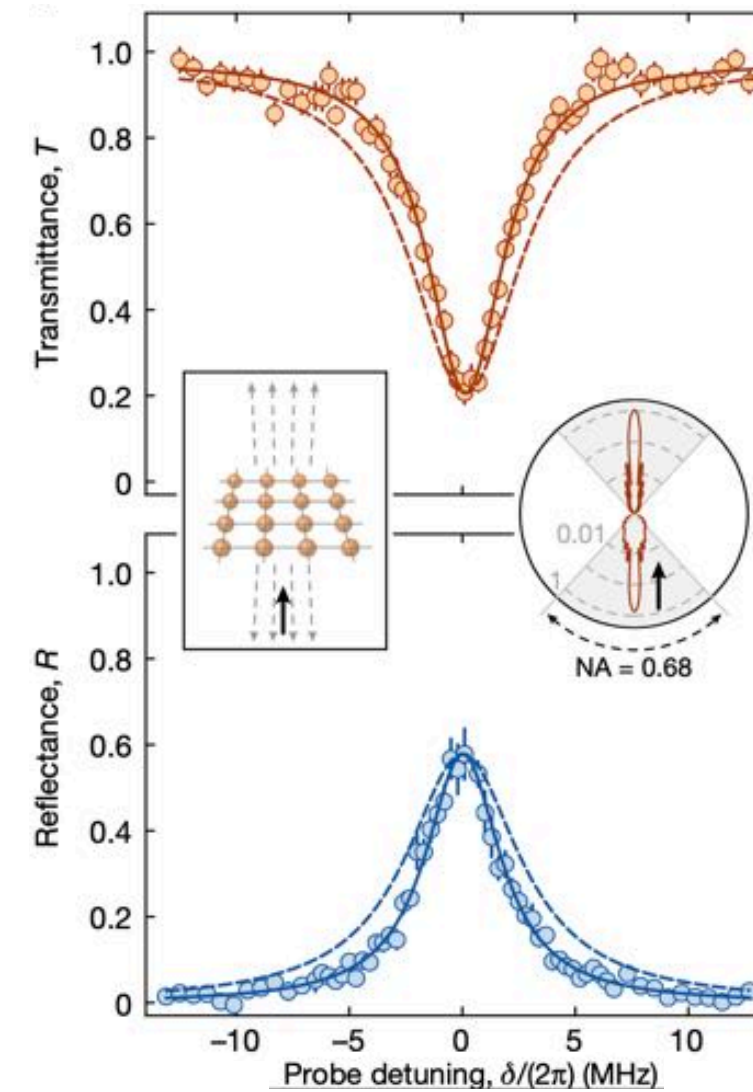 1.0
0.8
0.6
0.4
0.2
0
Transmittance, T
0.01
1
NA = 0.68
1.0
0.8
0.6
0.4
0.2
0
Reflectance, R
−10 −5 0 5 10
Probe detuning, δ/(2π) (MHz)